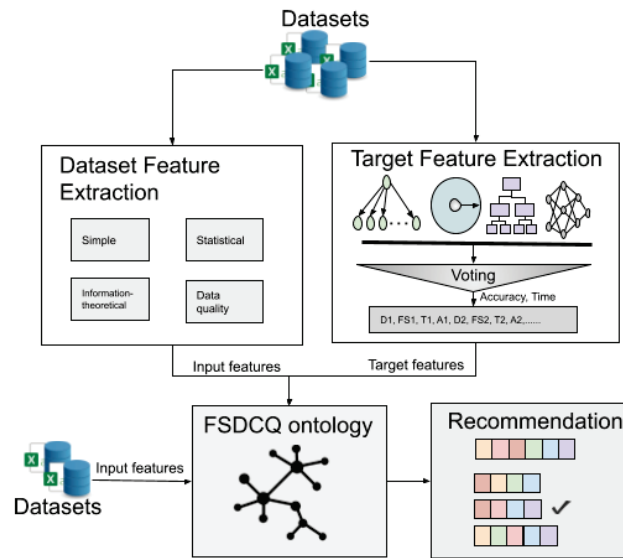 Datasets
Dataset Feature
Extraction
Simple
Statistical
Information-
theoretical
Data
quality
Target Feature Extraction
Voting
Accuracy, Time
D1, FS1, T1, A1, D2, FS2, T2, A2,......
Input features
Target features
FSDCQ ontology
Recommendation
Input features
Datasets